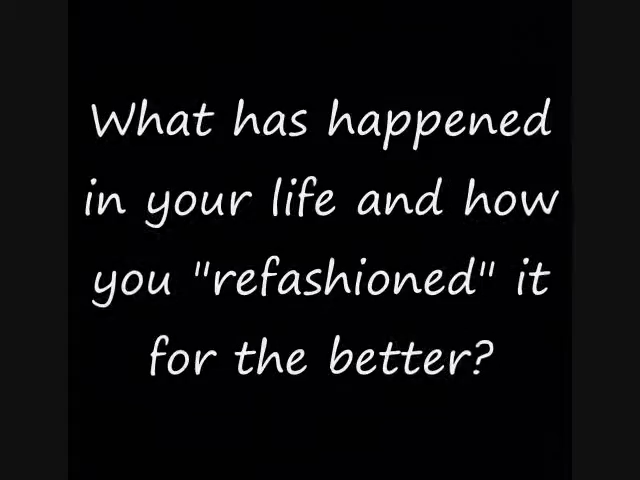 What has happened
in your life and how
you "refashioned" it
for the better?